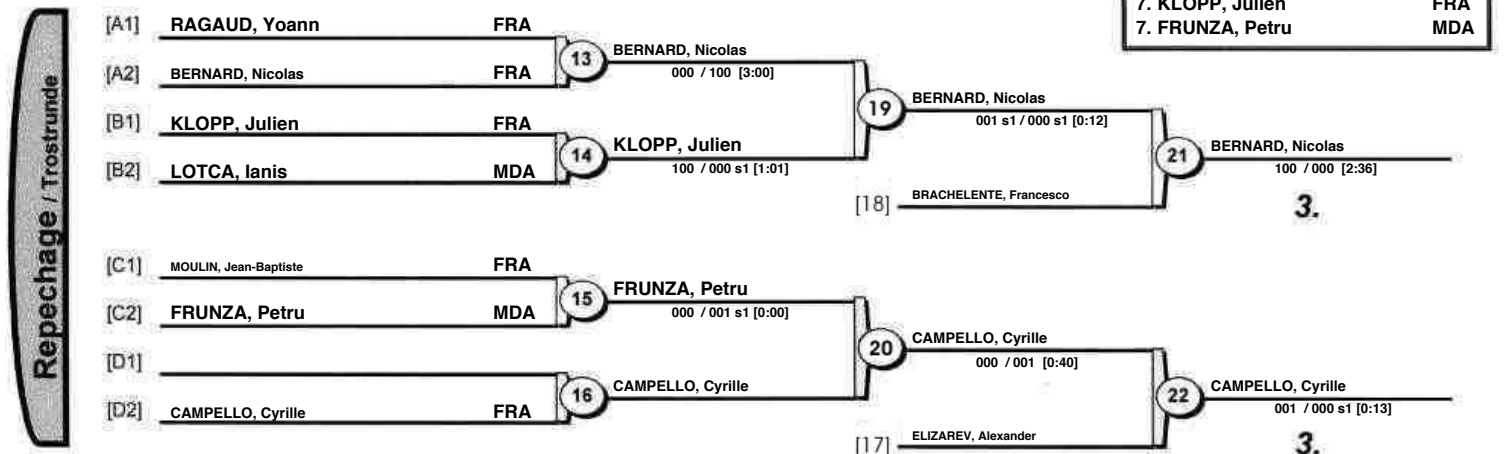 7. KLOPP, Julien FRA
7. FRUNZA, Petru MDA
Repechage / Trostrunde
[A1] RAGAUD, Yoann FRA
13 BERNARD, Nicolas
000 / 100 [3:00]
[A2] BERNARD, Nicolas FRA
19 BERNARD, Nicolas
001 s1 / 000 s1 [0:12]
[B1] KLOPP, Julien FRA
14 KLOPP, Julien
100 / 000 s1 [1:01]
[B2] LOTCA, Ianis MDA
21 BERNARD, Nicolas
100 / 000 [2:36]
[18] BRACHELENTE, Francesco
3.
[C1] MOULIN, Jean-Baptiste FRA
15 FRUNZA, Petru
000 / 001 s1 [0:00]
[C2] FRUNZA, Petru MDA
20 CAMPELLO, Cyrille
000 / 001 [0:40]
[D1]
16 CAMPELLO, Cyrille
[D2] CAMPELLO, Cyrille FRA
22 CAMPELLO, Cyrille
001 / 000 s1 [0:13]
[17] ELIZAREV, Alexander
3.